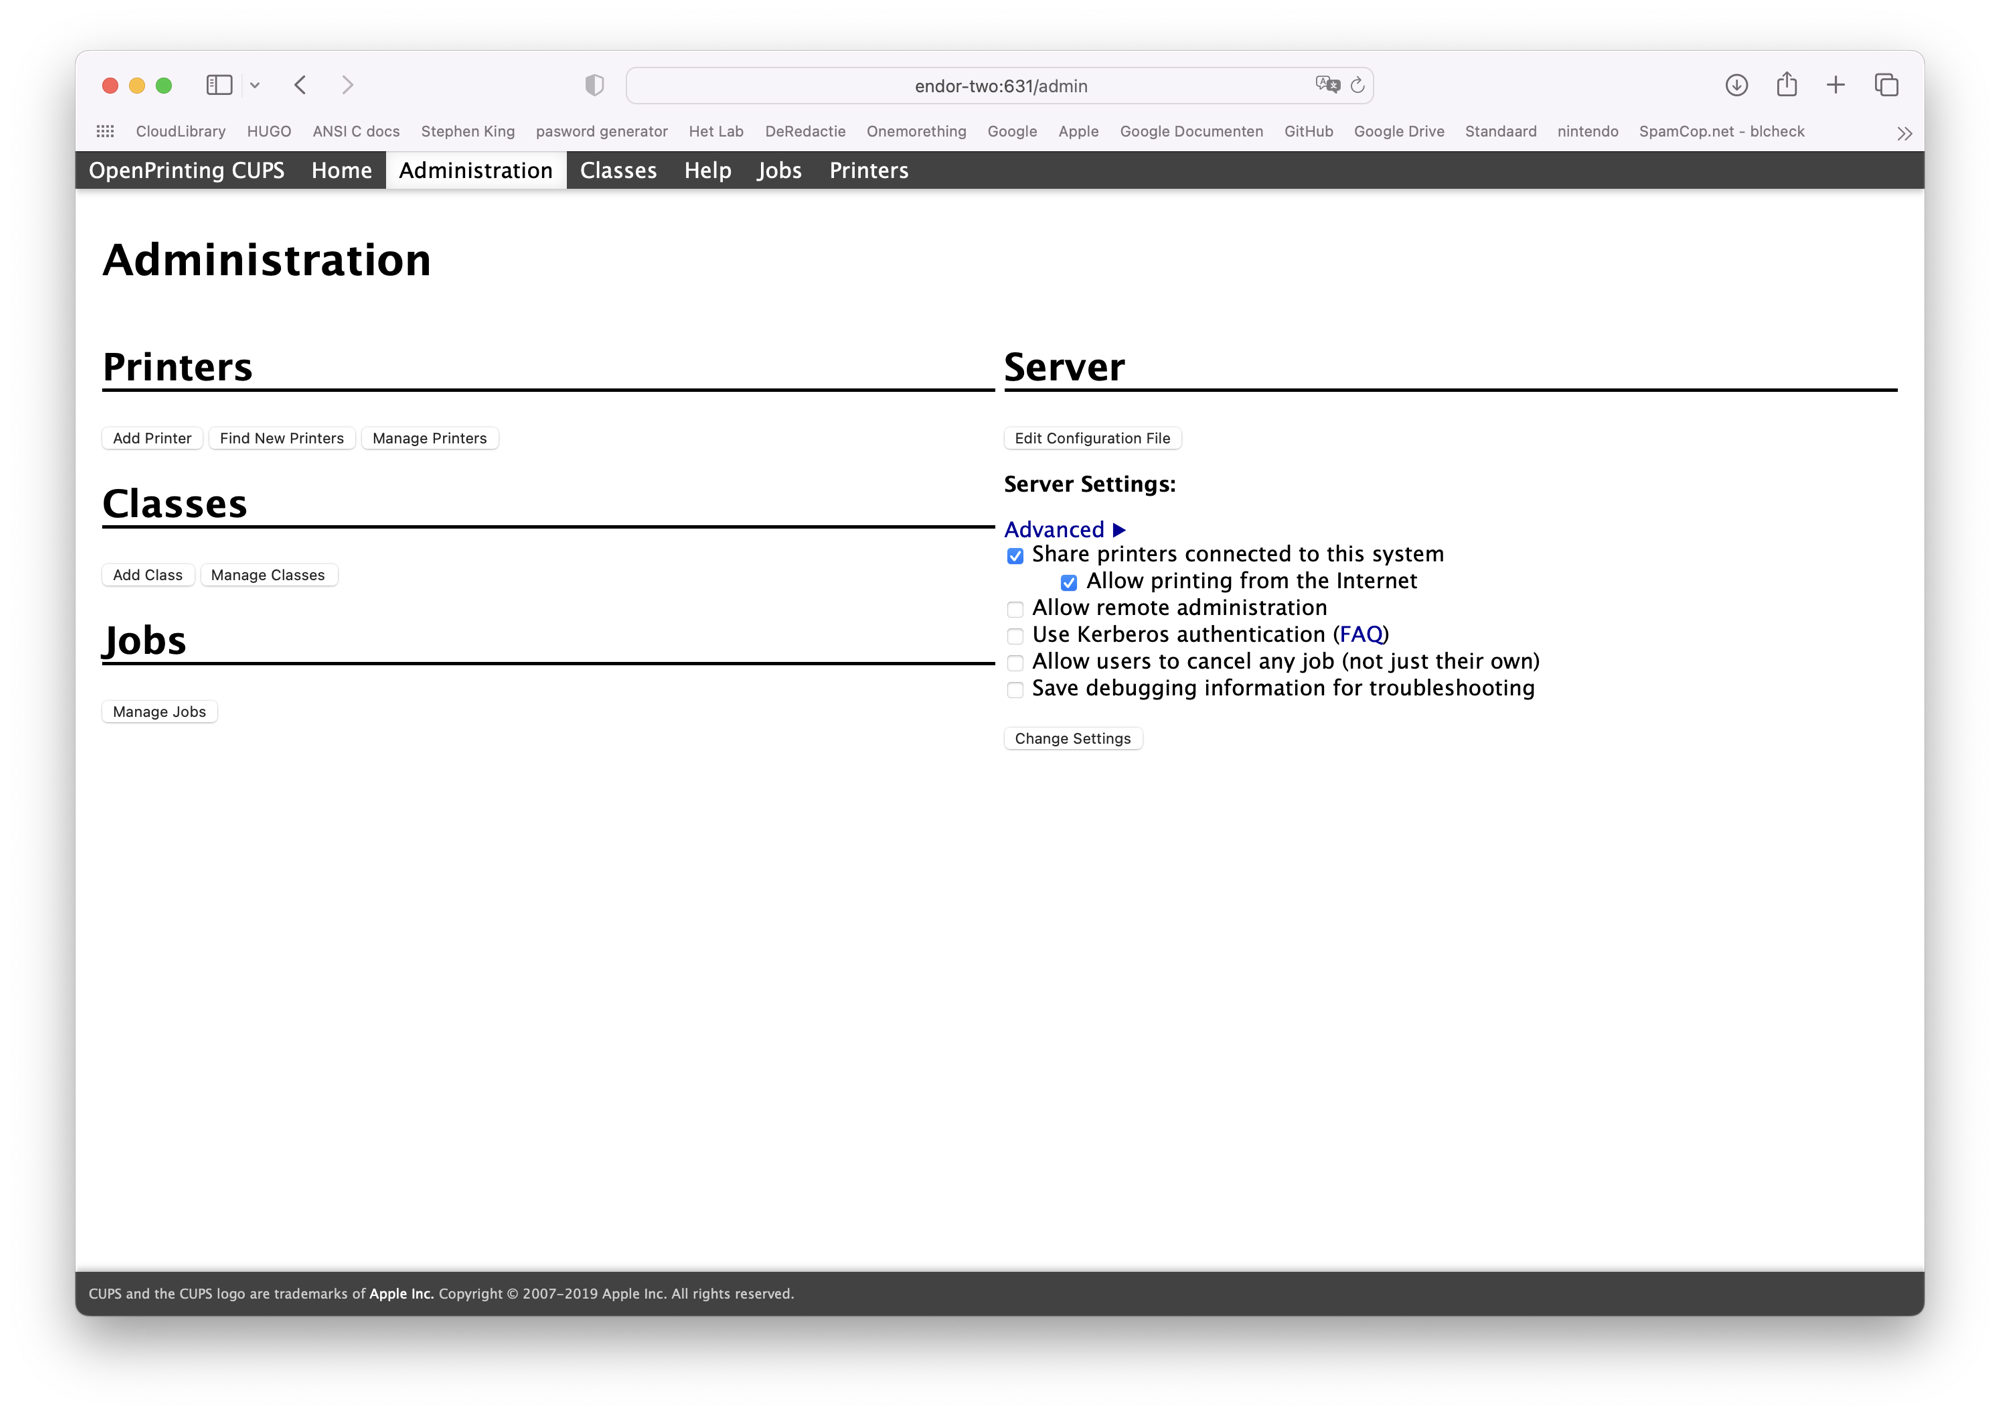 endor-two:631/admin
CloudLibrary HUGO ANSI C docs Stephen King pasword generator Het Lab DeRedactie Onemorething Google Apple Google Documenten GitHub Google Drive Standaard nintendo SpamCop.net - blcheck
OpenPrinting CUPS Home Administration Classes Help Jobs Printers
Administration
Printers
Add Printer Find New Printers Manage Printers
Classes
Add Class Manage Classes
Jobs
Manage Jobs
Server
Edit Configuration File
Server Settings:
Advanced ▶
Share printers connected to this system
Allow printing from the Internet
Allow remote administration
Use Kerberos authentication (FAQ)
Allow users to cancel any job (not just their own)
Save debugging information for troubleshooting
Change Settings
CUPS and the CUPS logo are trademarks of Apple Inc. Copyright © 2007-2019 Apple Inc. All rights reserved.